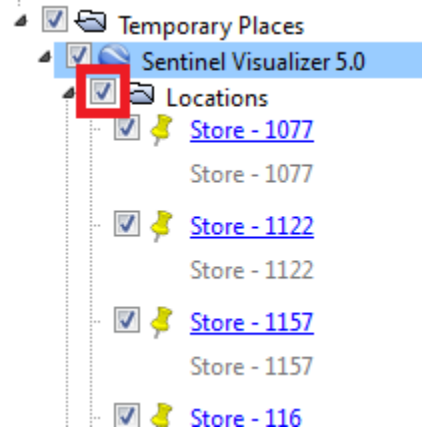 Temporary Places
Sentinel Visualizer 5.0
Locations
Store - 1077
Store - 1077
Store - 1122
Store - 1122
Store - 1157
Store - 1157
Store - 116